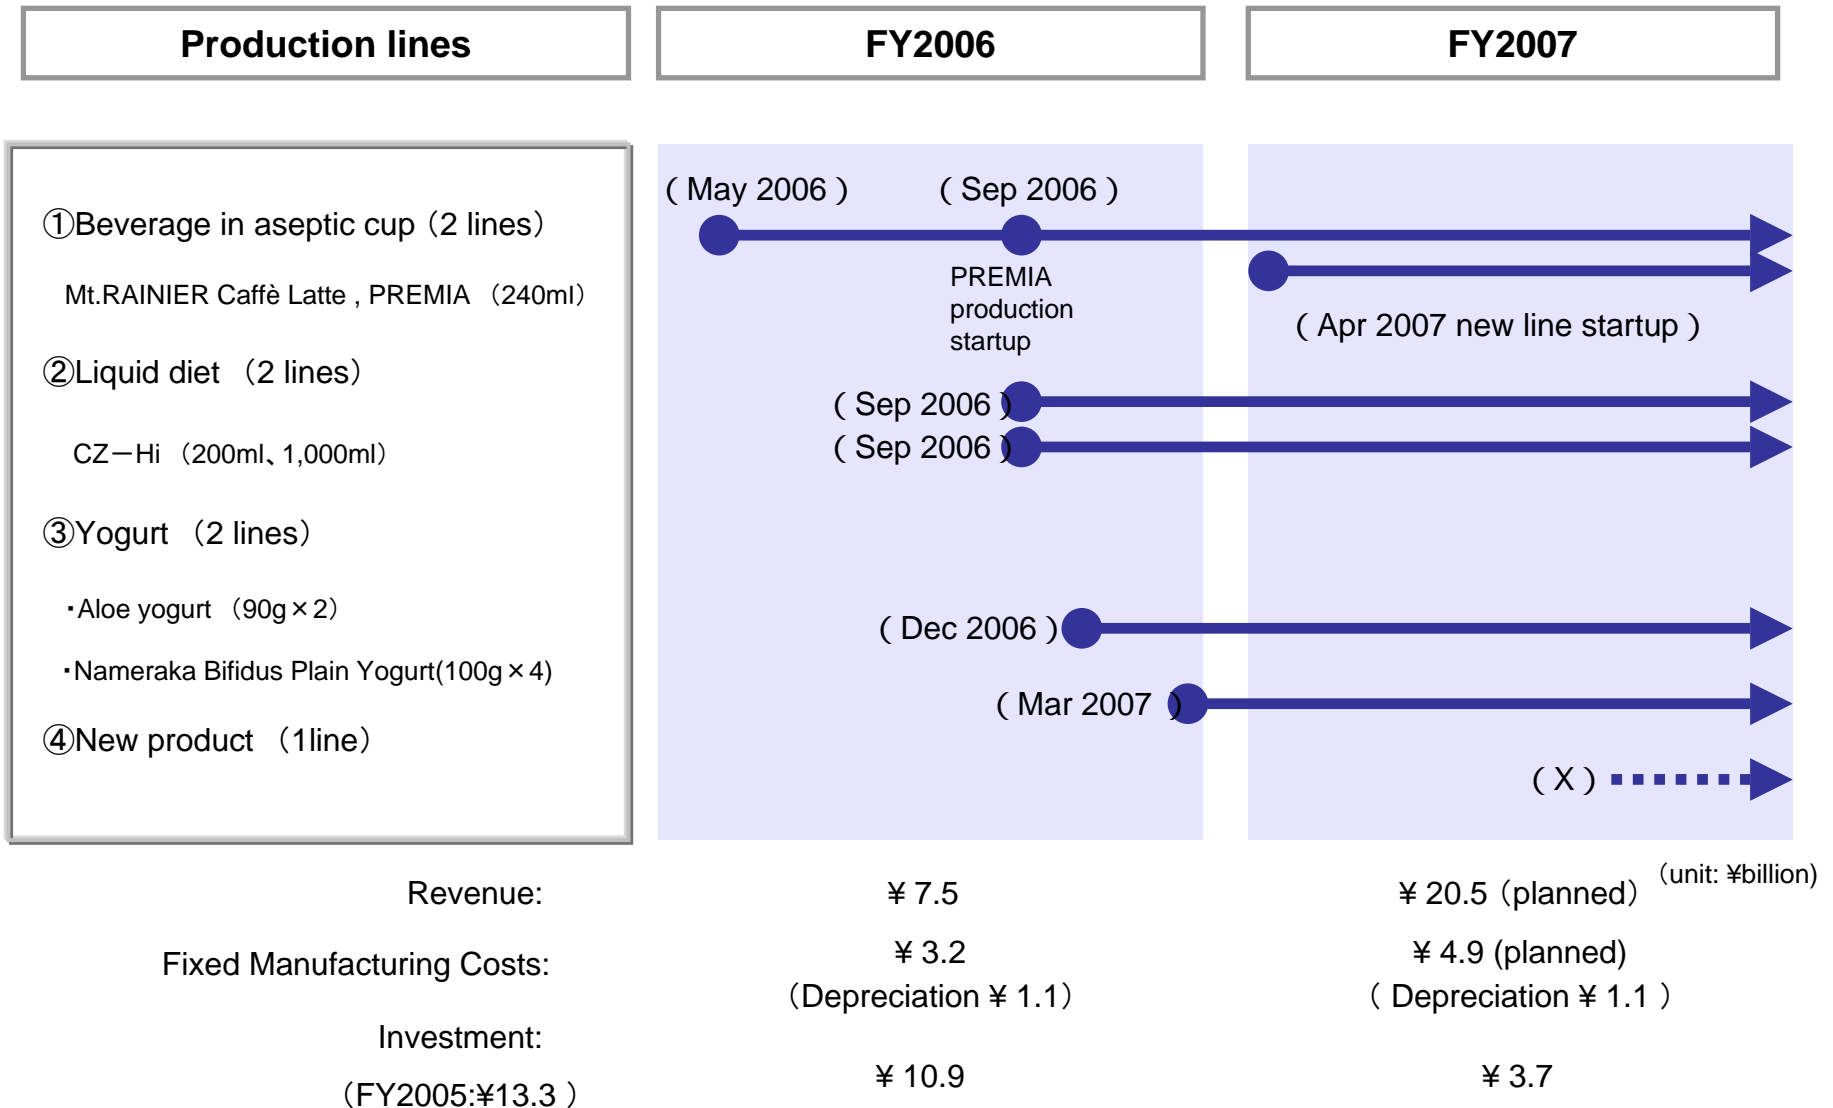 Production lines
FY2006
FY2007
①Beverage in aseptic cup（2 lines）
Mt.RAINIER Caffè Latte , PREMIA （240ml）
②Liquid diet （2 lines）
CZ－Hi （200ml、1,000ml）
③Yogurt （2 lines）
・Aloe yogurt （90g×2）
・Nameraka Bifidus Plain Yogurt(100g×4)
④New product （1line）
( May 2006 )
( Sep 2006 )
PREMIA
production
startup
( Apr 2007 new line startup )
( Sep 2006 )
( Sep 2006 )
( Dec 2006 )
( Mar 2007 )
( X )
(unit: ¥billion)
Revenue:
¥ 7.5
¥ 20.5（planned）
Fixed Manufacturing Costs:
¥ 3.2
¥ 4.9 (planned)
（Depreciation ¥ 1.1）
（ Depreciation ¥ 1.1 ）
Investment:
（FY2005:¥13.3 ）
¥ 10.9
¥ 3.7